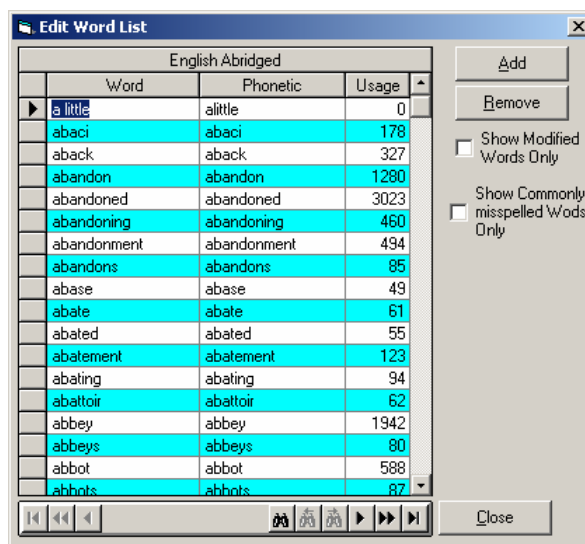 Edit Word List
English Abridged
Word Phonetic Usage
a little alittle 0
abaci abaci 178
aback aback 327
abandon abandon 1280
abandoned abandoned 3023
abandoning abandoning 460
abandonment abandonment 494
abandons abandons 85
abase abase 49
abate abate 61
abated abated 55
abatement abatement 123
abating abating 94
abattoir abattoir 62
abbey abbey 1942
abbeys abbeys 80
abbot abbot 588
abbots abbots 87
Add
Remove
Show Modified
Words Only
Show Commonly
misspelled Wods
Only
Close